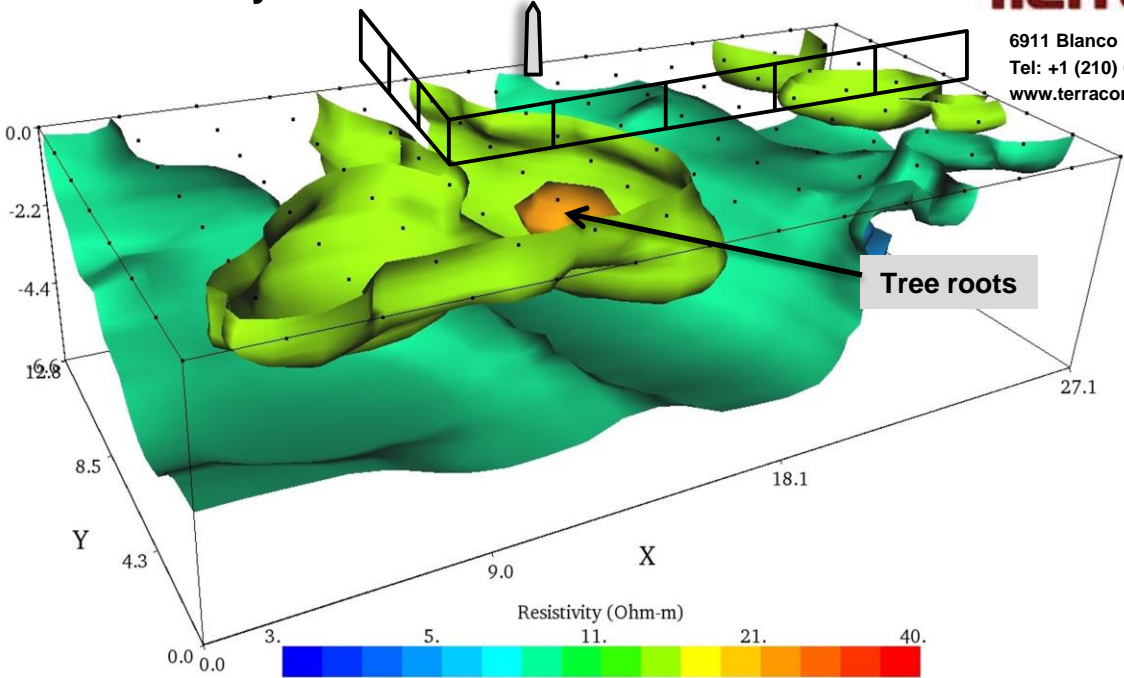 6911 Blanco
Tel: +1 (210)
www.terraco
0.0
-2.2
-4.4
-6.6
12.8
8.5
4.3
0.0
Y
0.0
9.0
18.1
27.1
X
Tree roots
Resistivity (Ohm-m)
3. 5. 11. 21. 40.